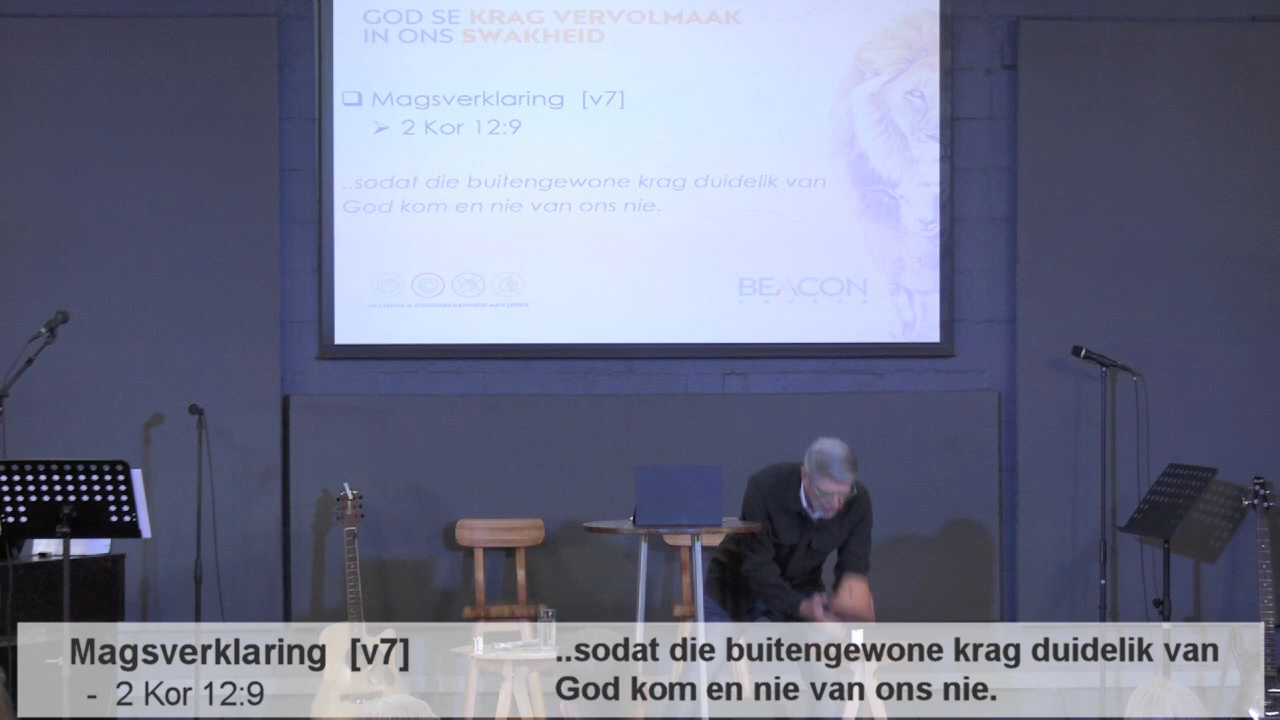 GOD SE KRAG VERVOLMAAK
IN ONS SWAKHEID
Magsverklaring [v7]
2 Kor 12:9
..sodat die buitengewone krag duidelik van
God kom en nie van ons nie.
BEACON
CHURCH
Magsverklaring [v7]
- 2 Kor 12:9
..sodat die buitengewone krag duidelik van
God kom en nie van ons nie.